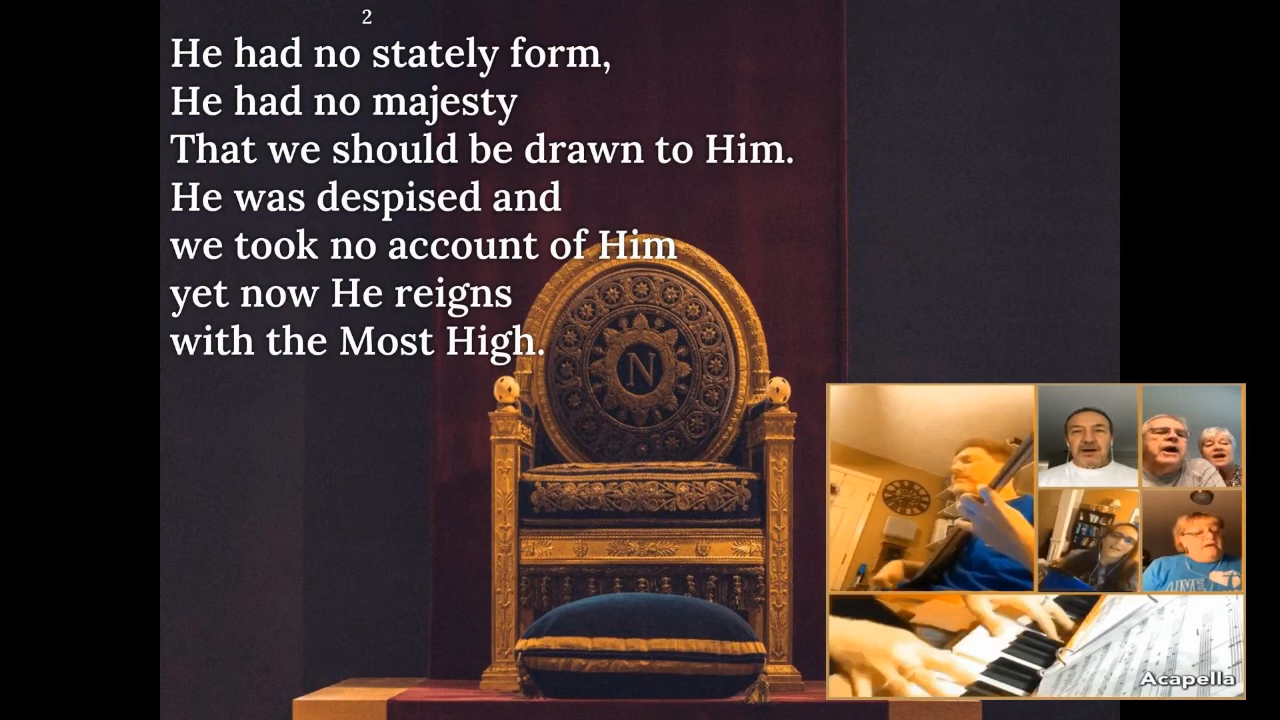 2
He had no stately form,
He had no majesty
That we should be drawn to Him.
He was despised and
we took no account of Him
yet now He reigns
with the Most High.
N
Acapella